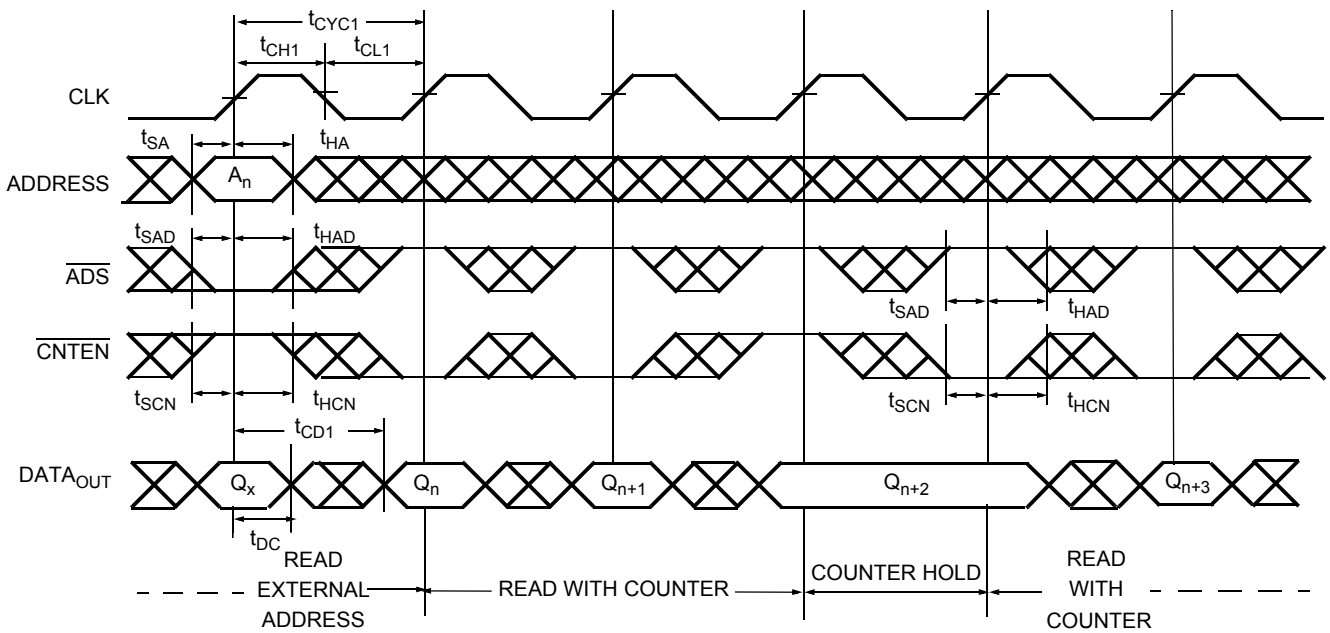 tCYC1
tCH1
tCL1
CLK
tSA
tHA
ADDRESS
An
tSAD
tHAD
ADS
tSAD
tHAD
CNTEN
tSCN
tHCN
tSCN
tHCN
tCD1
DATAOUT
Qx
Qn
Qn+1
Qn+2
Qn+3
tDC
READ
EXTERNAL
ADDRESS
READ WITH COUNTER
COUNTER HOLD
READ
WITH
COUNTER